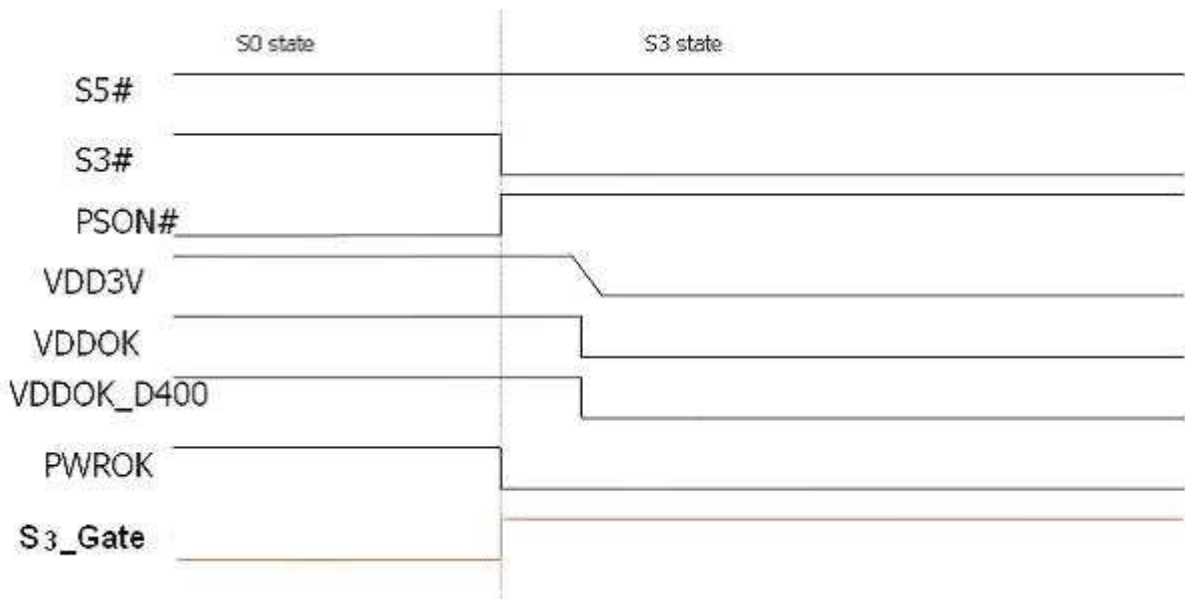 S0 state S3 state
S5#
S3#
PSON#
VDD3V
VDDOK
VDDOK_D400
PWROK
S3_Gate